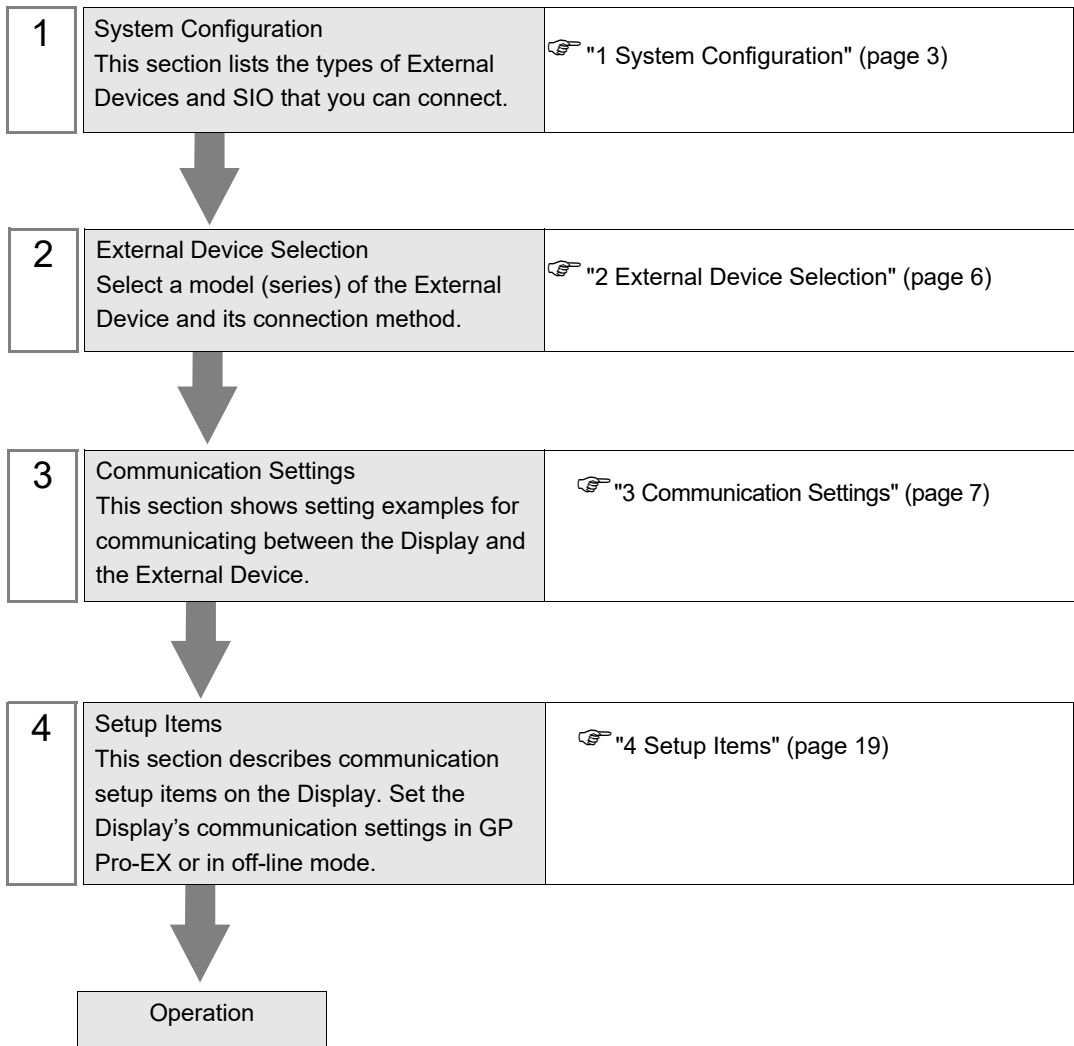 1
System Configuration
This section lists the types of External
Devices and SIO that you can connect.
☞ "1 System Configuration" (page 3)
2
External Device Selection
Select a model (series) of the External
Device and its connection method.
☞ "2 External Device Selection" (page 6)
3
Communication Settings
This section shows setting examples for
communicating between the Display and
the External Device.
☞ "3 Communication Settings" (page 7)
4
Setup Items
This section describes communication
setup items on the Display. Set the
Display’s communication settings in GP
Pro-EX or in off-line mode.
☞ "4 Setup Items" (page 19)
Operation